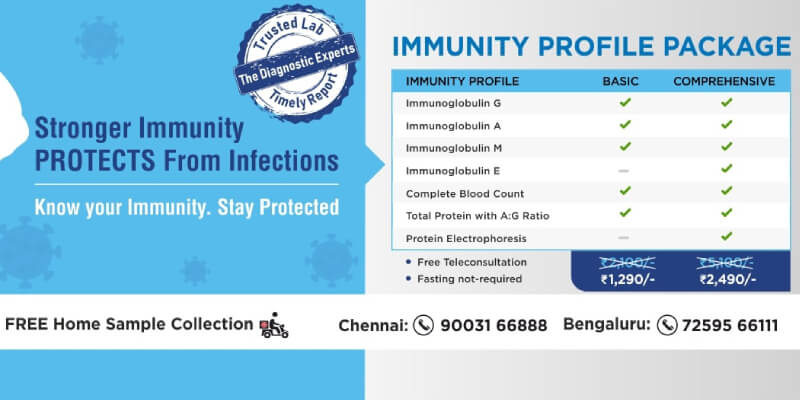 Trusted Lab
The Diagnostic Experts
Timely Report
Stronger Immunity
PROTECTS From Infections
Know your Immunity. Stay Protected
IMMUNITY PROFILE PACKAGE
IMMUNITY PROFILE BASIC COMPREHENSIVE
Immunoglobulin G ✓ ✓
Immunoglobulin A ✓ ✓
Immunoglobulin M ✓ ✓
Immunoglobulin E – ✓
Complete Blood Count ✓ ✓
Total Protein with A:G Ratio ✓ ✓
Protein Electrophoresis – ✓
• Free Teleconsultation ₹2,100/- ₹5,100/-
• Fasting not-required ₹1,290/- ₹2,490/-
FREE Home Sample Collection Chennai: 90031 66888 Bengaluru: 72595 66111